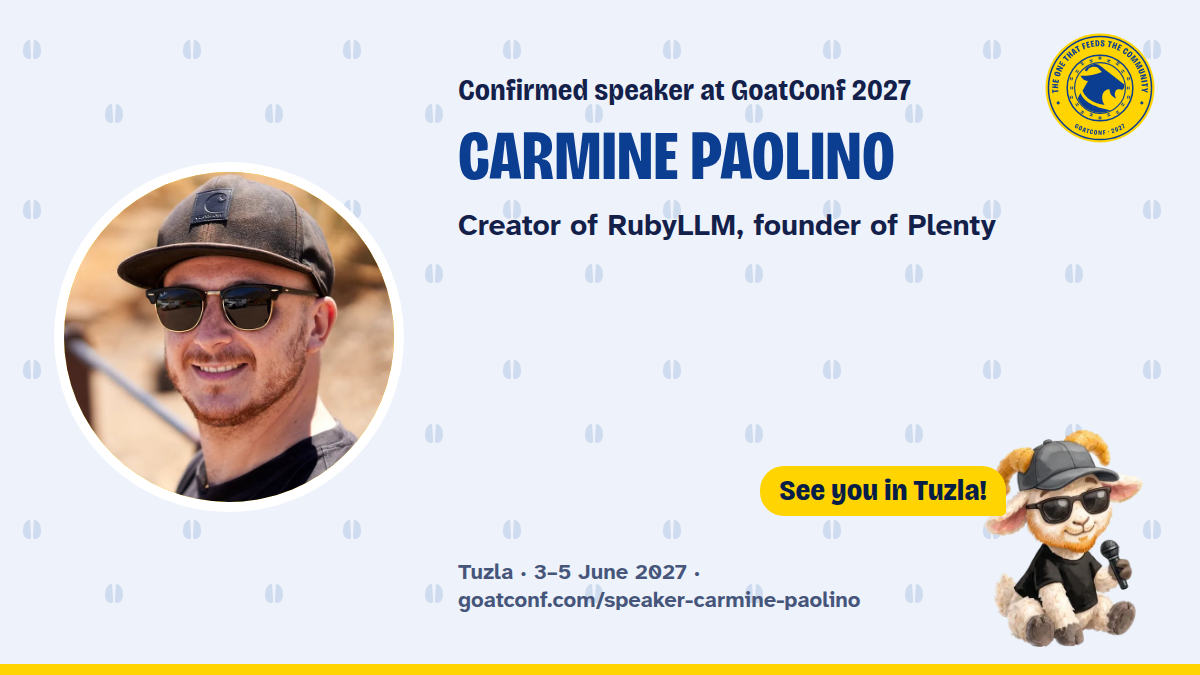 Confirmed speaker at GoatConf 2027
CARMINE PAOLINO
Creator of RubyLLM, founder of Plenty
THE ONE THAT FEEDS THE COMMUNITY
GOATCONF · 2027
See you in Tuzla!
Tuzla · 3–5 June 2027 ·
goatconf.com/speaker-carmine-paolino